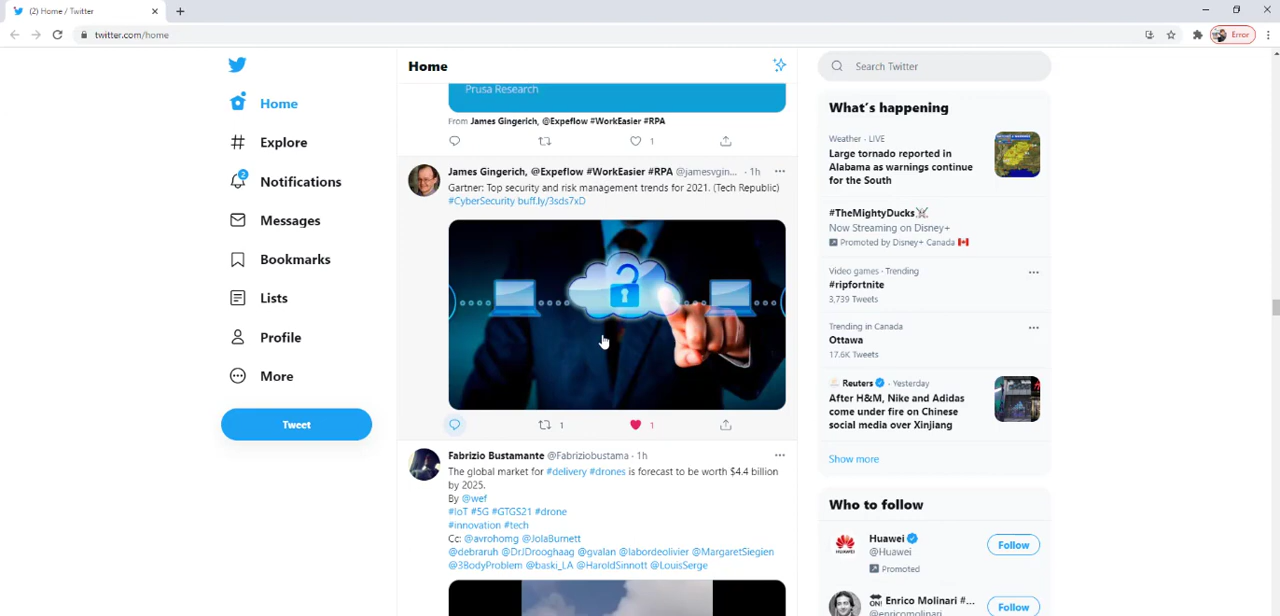 (2) Home / Twitter
twitter.com/home
Error
Home
Explore
2
Notifications
Messages
Bookmarks
Lists
Profile
More
Tweet
Home
Prusa Research
From James Gingerich, @Expeflow #WorkEasier #RPA
1
James Gingerich, @Expeflow #WorkEasier #RPA @jamesvgin... · 1h
Gartner: Top security and risk management trends for 2021. (Tech Republic)
#CyberSecurity buff.ly/3sds7xD
1
1
Fabrizio Bustamante @Fabriziobustama · 1h
The global market for #delivery #drones is forecast to be worth $4.4 billion
by 2025.
By @wef
#IoT #5G #GTGS21 #drone
#innovation #tech
Cc: @avrohomg @JolaBurnett
@debraruh @DrJDrooghaag @gvalan @labordeolivier @MargaretSiegien
@3BodyProblem @baski_LA @HaroldSinnott @LouisSerge
Search Twitter
What's happening
Weather · LIVE
Large tornado reported in
Alabama as warnings continue
for the South
#TheMightyDucks
Now Streaming on Disney+
Promoted by Disney+ Canada
Video games · Trending
#ripfortnite
3,739 Tweets
Trending in Canada
Ottawa
17.6K Tweets
Reuters · Yesterday
After H&M, Nike and Adidas
come under fire on Chinese
social media over Xinjiang
Show more
Who to follow
Huawei
@Huawei
Follow
Promoted
Enrico Molinari #...
@enricomolinari
Follow